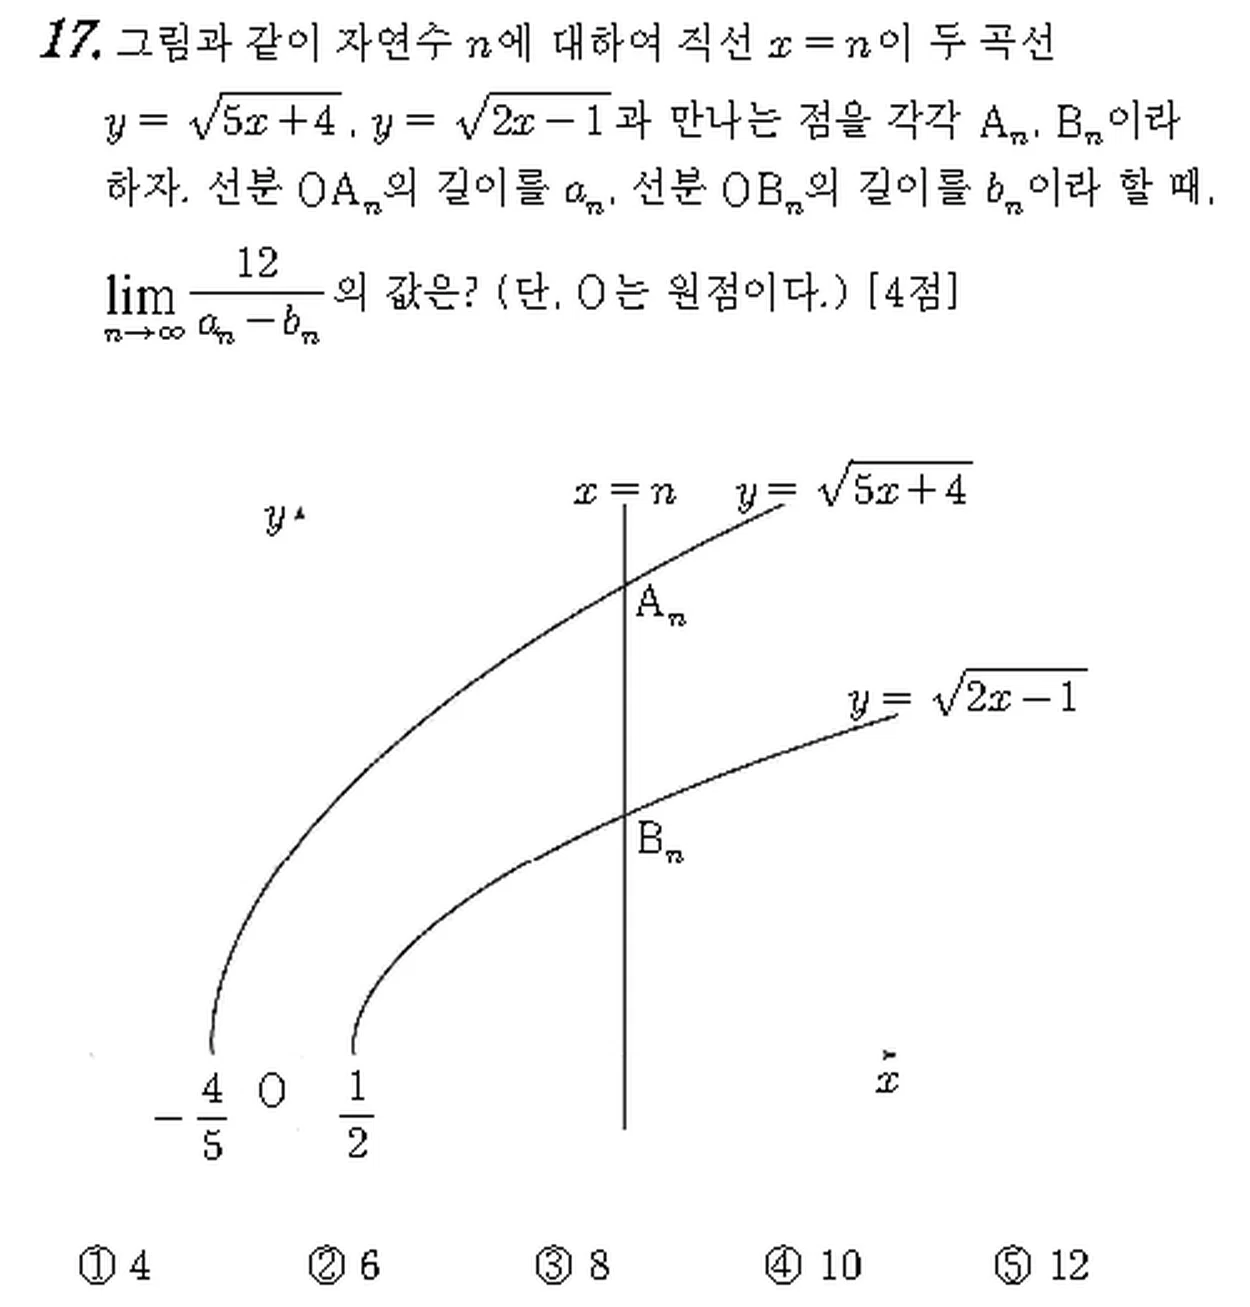 17. 그림과 같이 자연수 n에 대하여 직선 x = n이 두 곡선
y = √(5x+4), y = √(2x−1)과 만나는 점을 각각 Aₙ, Bₙ이라
하자. 선분 OAₙ의 길이를 aₙ, 선분 OBₙ의 길이를 bₙ이라 할 때,
lim_{n→∞} 12/(aₙ−bₙ)의 값은? (단, O는 원점이다.) [4점]
y
x = n
y = √(5x+4)
Aₙ
y = √(2x−1)
Bₙ
−4/5
O
1/2
x
① 4 ② 6 ③ 8 ④ 10 ⑤ 12